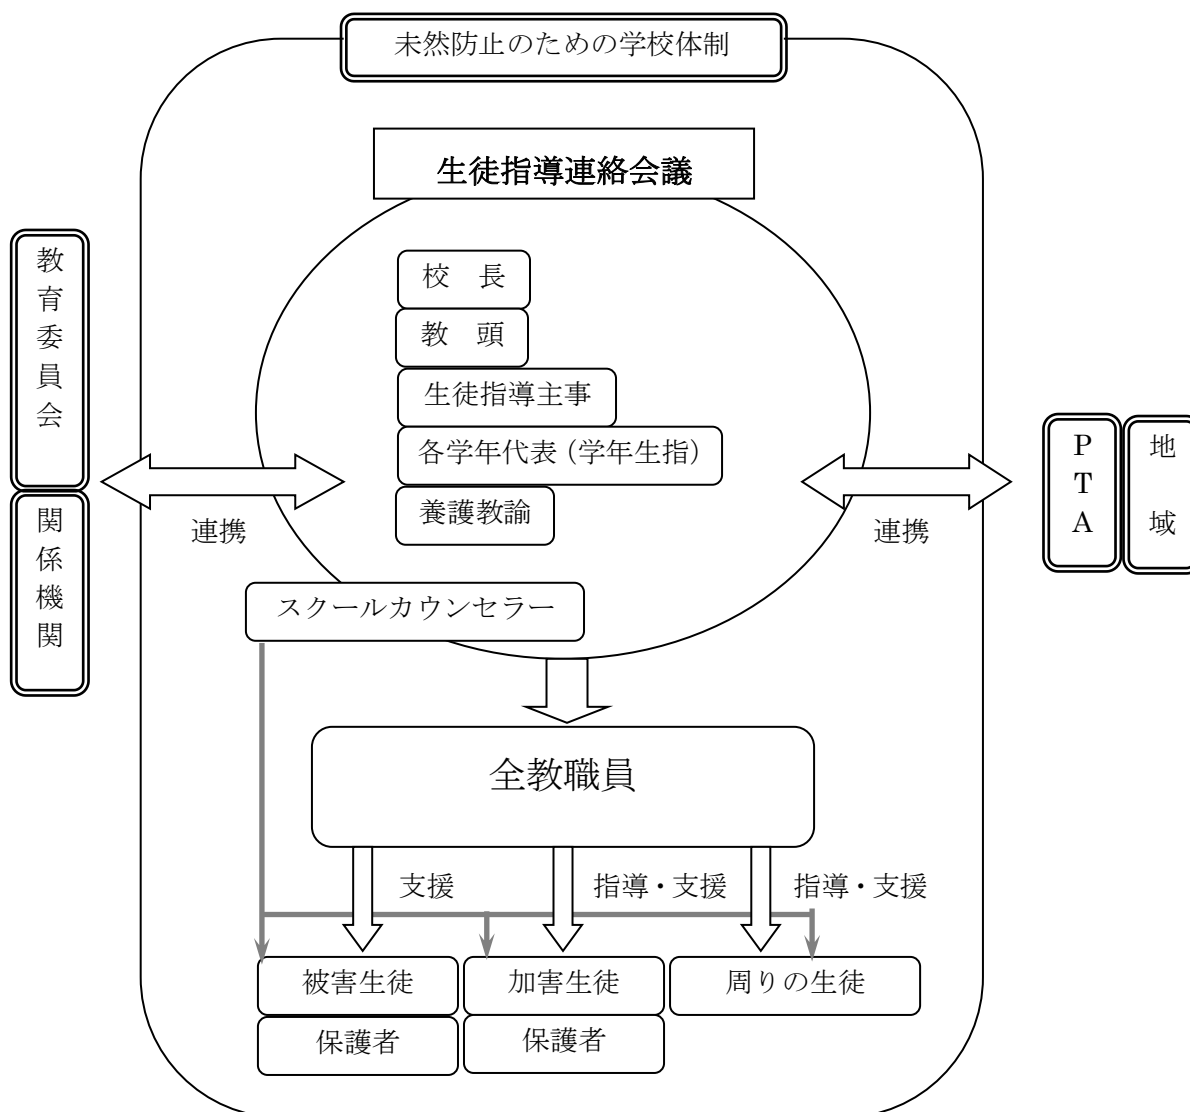 未然防止のための学校体制
生徒指導連絡会議
校　長
教　頭
生徒指導主事
各学年代表（学年生指）
養護教諭
スクールカウンセラー
教育委員会
関係機関
連携
連携
PTA
地域
全教職員
支援
指導・支援
指導・支援
被害生徒
加害生徒
周りの生徒
保護者
保護者